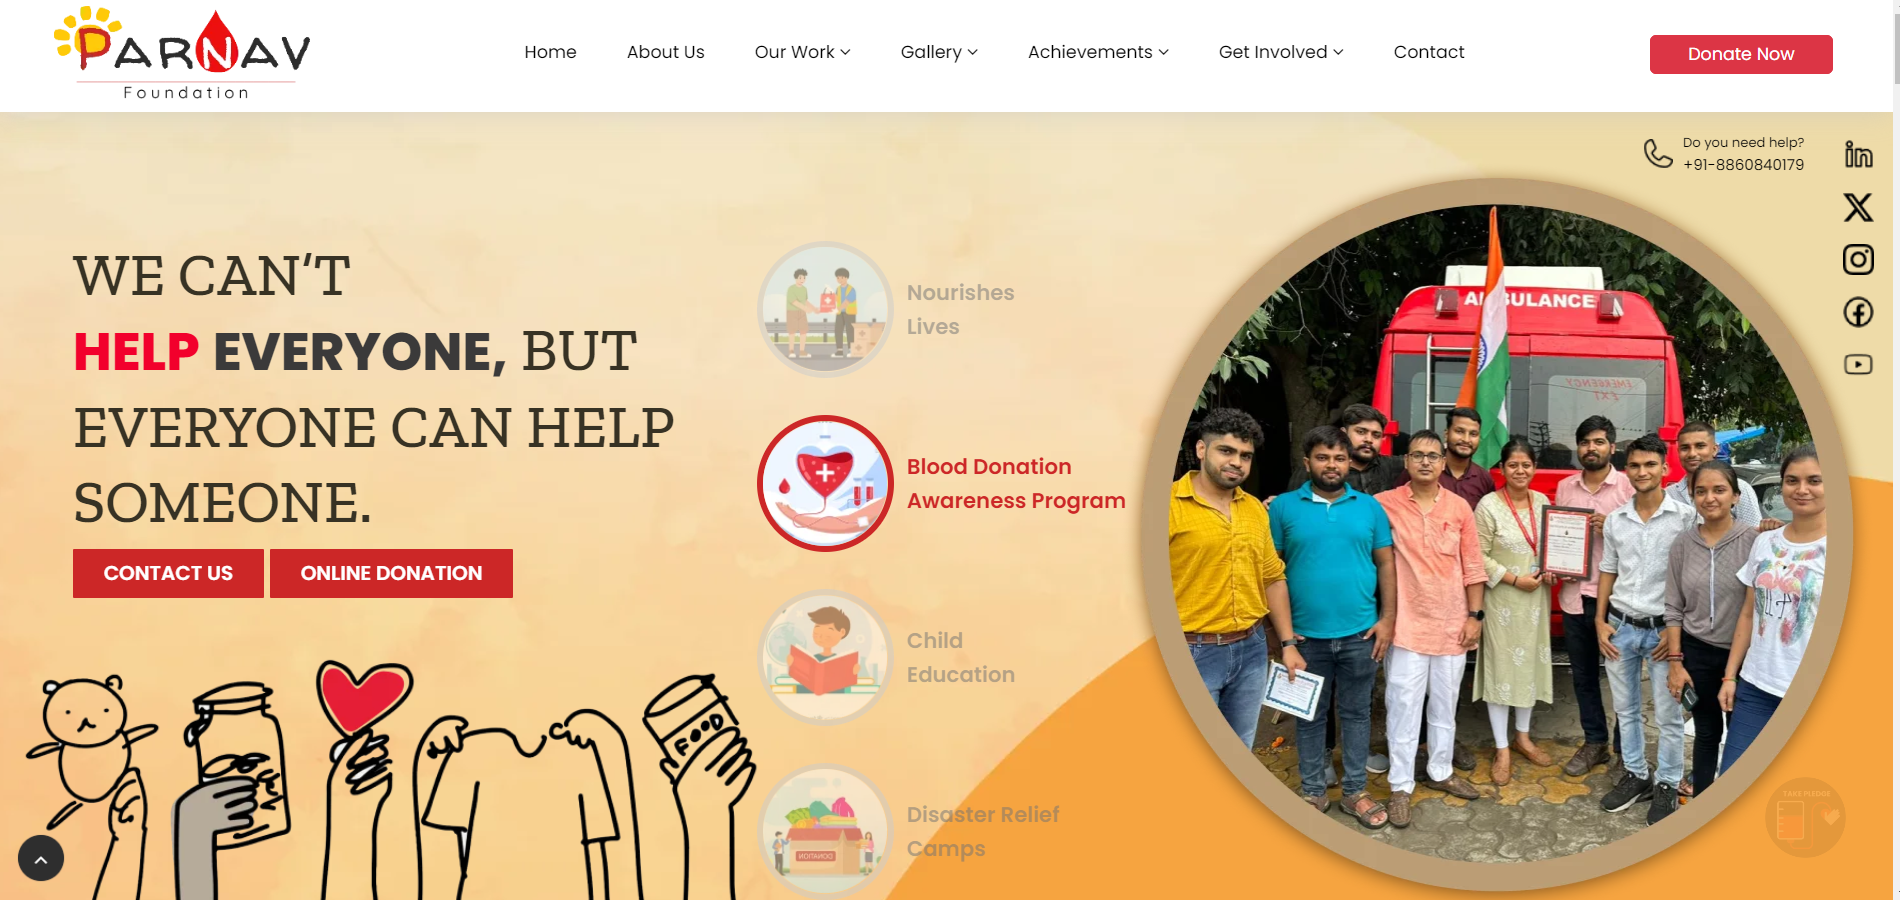 PARNAV
Foundation
Home
About Us
Our Work
Gallery
Achievements
Get Involved
Contact
Donate Now
Do you need help?
+91-8860840179
WE CAN'T
HELP EVERYONE, BUT
EVERYONE CAN HELP
SOMEONE.
CONTACT US
ONLINE DONATION
Nourishes
Lives
Blood Donation
Awareness Program
Child
Education
Disaster Relief
Camps
AMBULANCE
EMERGENCY
EXT
FOOD
DONATION
TAKE PLEDGE